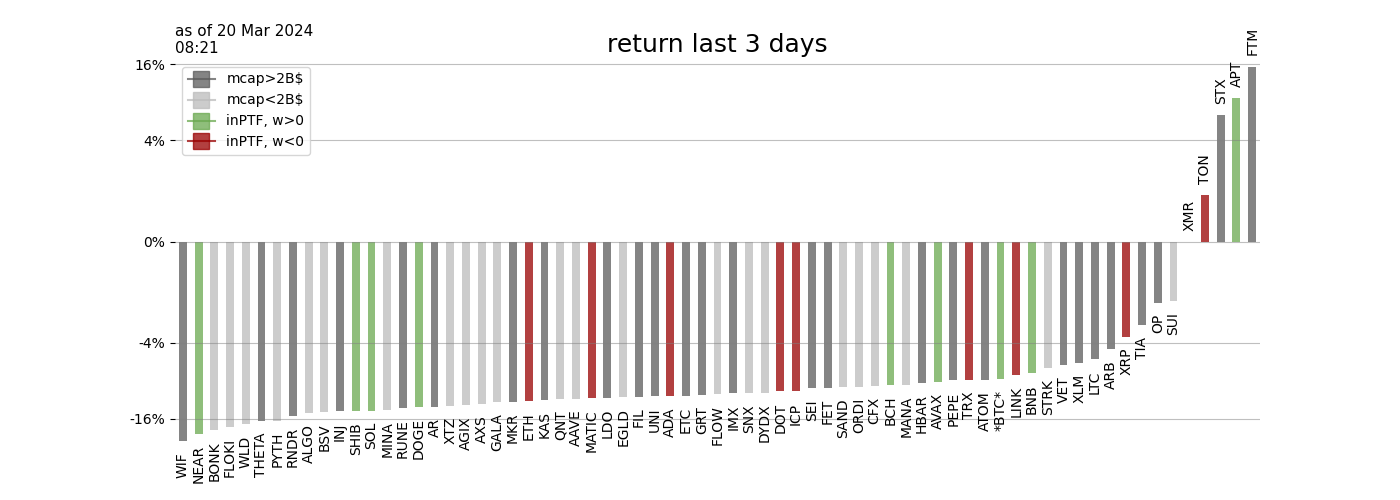 as of 20 Mar 2024
08:21
return last 3 days
16%
4%
0%
-4%
-16%
mcap>2B$
mcap<2B$
inPTF, w>0
inPTF, w<0
WIF
NEAR
BONK
FLOKI
WLD
THETA
PYTH
RNDR
ALGO
BSV
INJ
SHIB
SOL
MINA
RUNE
DOGE
AR
XTZ
AGIX
AXS
GALA
MKR
ETH
KAS
QNT
AAVE
MATIC
LDO
EGLD
FIL
UNI
ADA
ETC
GRT
FLOW
IMX
SNX
DYDX
DOT
ICP
SEI
FET
SAND
ORDI
CFX
BCH
MANA
HBAR
AVAX
PEPE
TRX
ATOM
*BTC*
LINK
BNB
STRK
VET
XLM
LTC
ARB
XRP
TIA
OP
SUI
XMR
TON
STX
APT
FTM